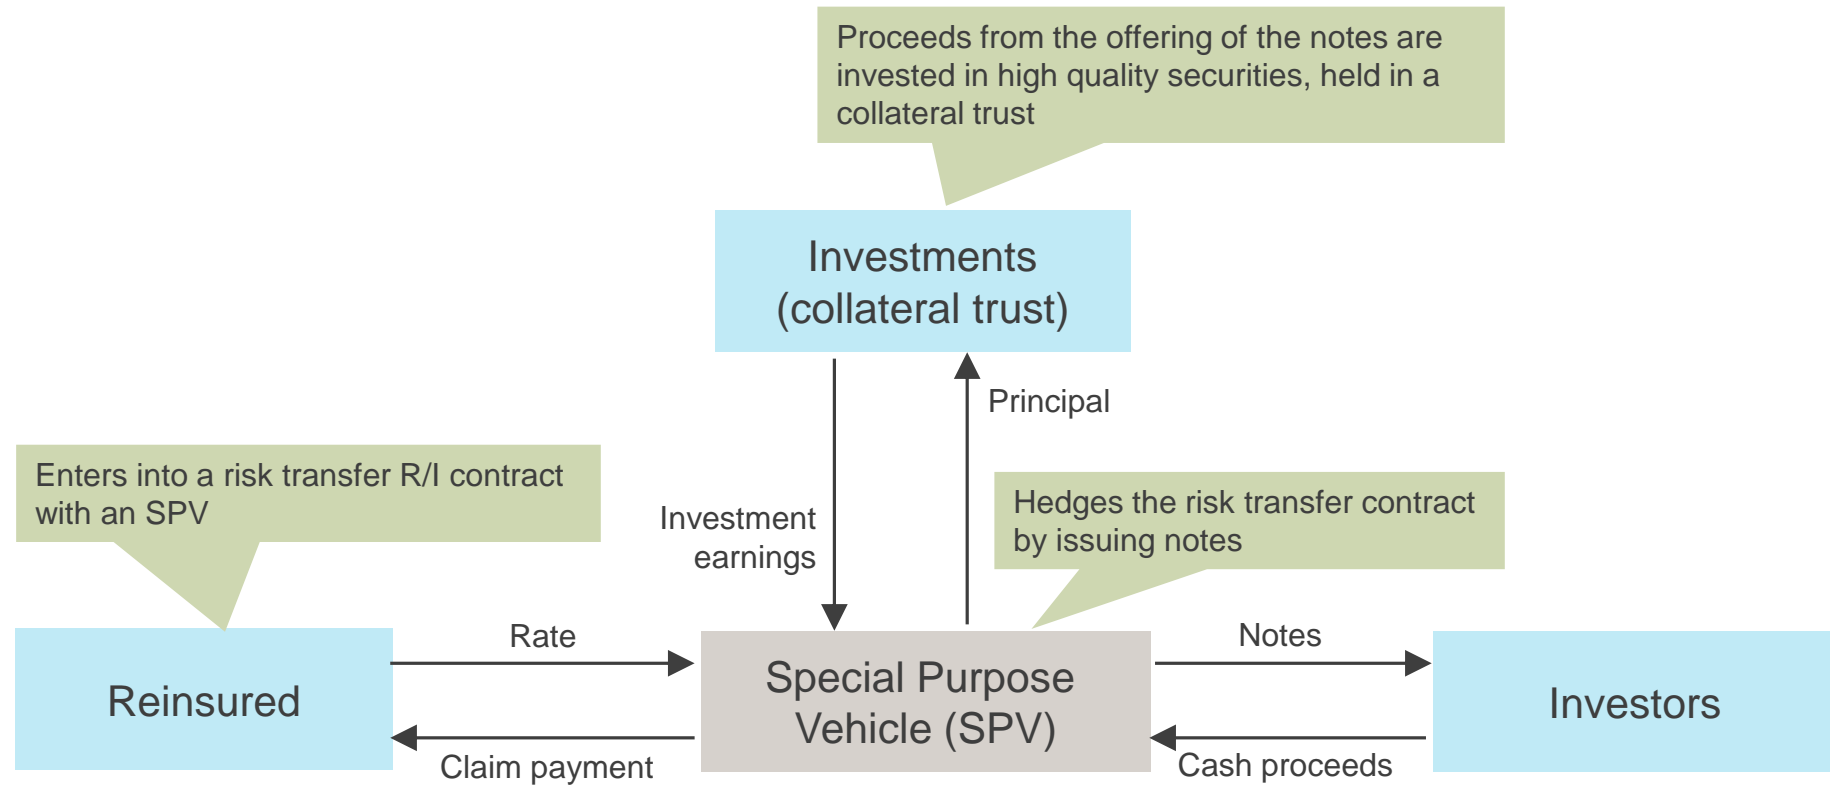 Proceeds from the offering of the notes are
invested in high quality securities, held in a
collateral trust
Investments
(collateral trust)
Principal
Enters into a risk transfer R/I contract
with an SPV
Investment
earnings
Hedges the risk transfer contract
by issuing notes
Reinsured
Rate
Claim payment
Special Purpose
Vehicle (SPV)
Notes
Cash proceeds
Investors